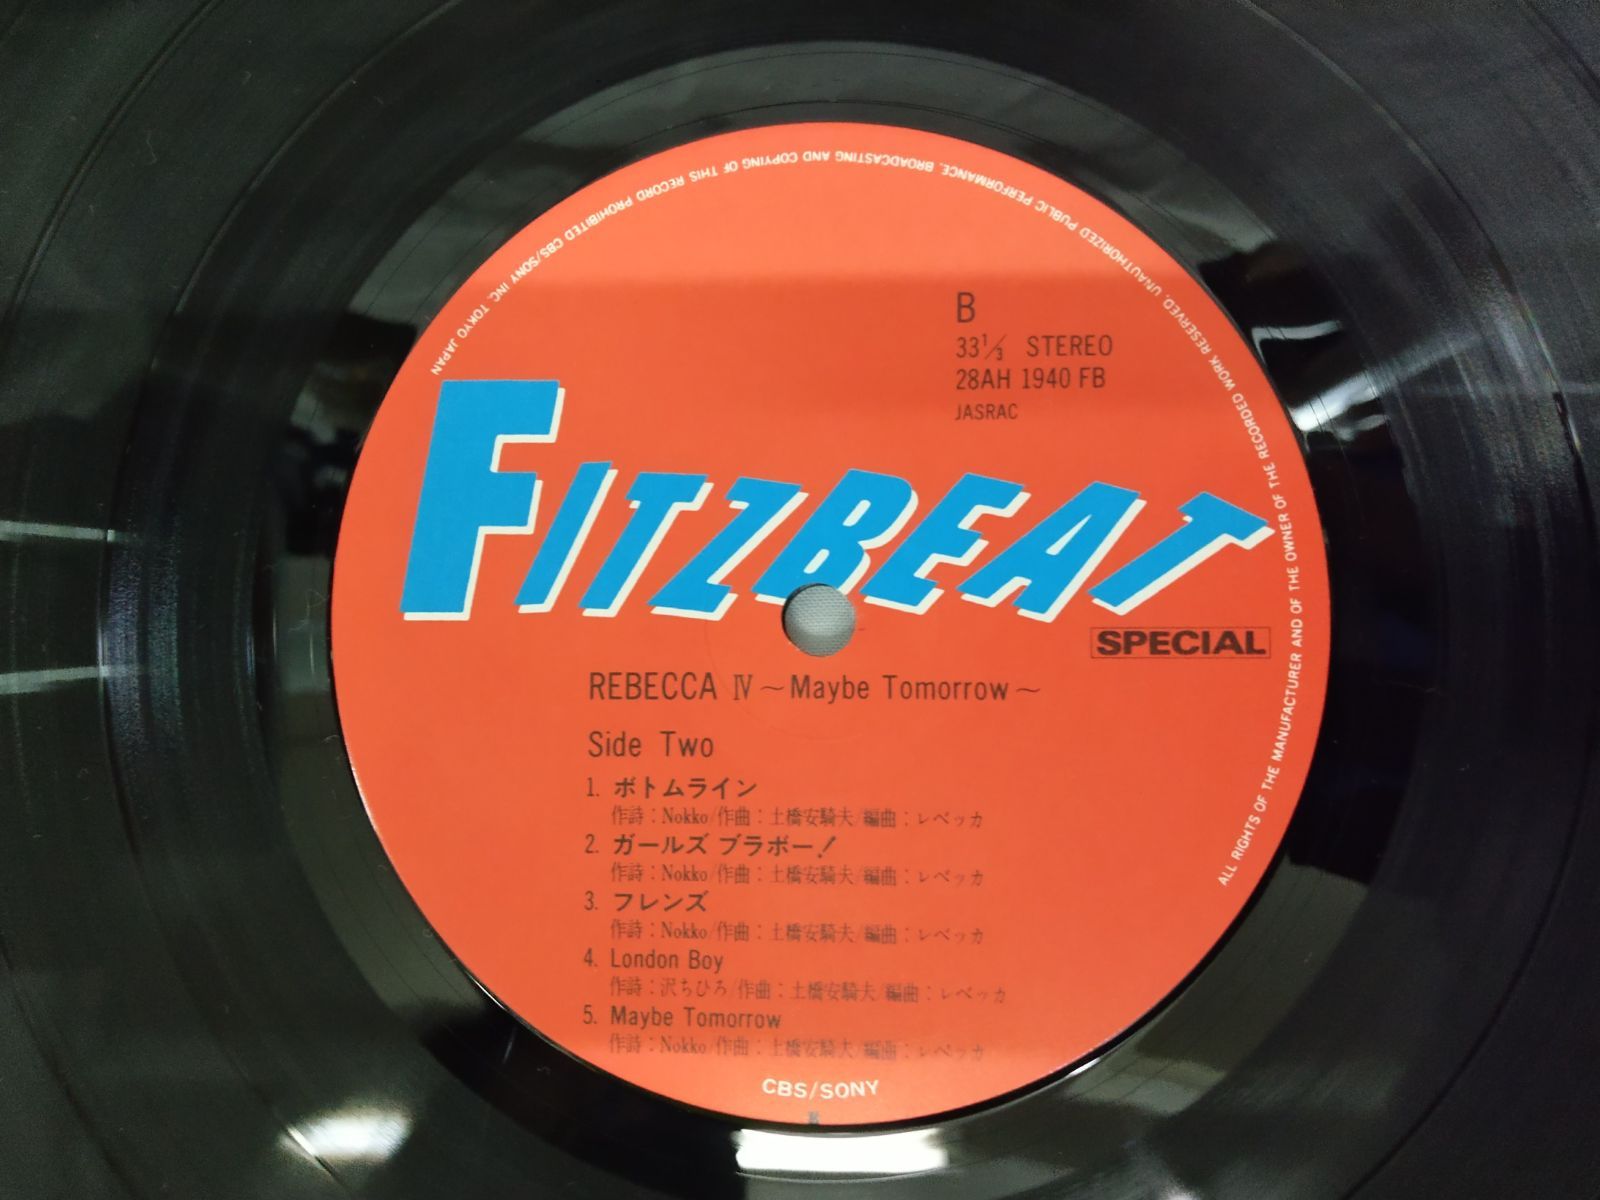 B
33⅓ STEREO
28AH 1940 FB
JASRAC
FITZBEAT
SPECIAL
REBECCA Ⅳ ～Maybe Tomorrow～
Side Two
1. ボトムライン
作詩：Nokko/作曲：土橋安騎夫/編曲：レベッカ
2. ガールズ ブラボー！
作詩：Nokko/作曲：土橋安騎夫/編曲：レベッカ
3. フレンズ
作詩：Nokko/作曲：土橋安騎夫/編曲：レベッカ
4. London Boy
作詩：沢ちひろ/作曲：土橋安騎夫/編曲：レベッカ
5. Maybe Tomorrow
作詩：Nokko/作曲：土橋安騎夫/編曲：レベッカ
CBS/SONY
ALL RIGHTS OF THE MANUFACTURER AND OF THE OWNER OF THE RECORDED WORK RESERVED. UNAUTHORIZED PUBLIC PERFORMANCE. BROADCASTING AND COPYING OF THIS RECORD PROHIBITED CBS/SONY INC. TOKYO JAPAN